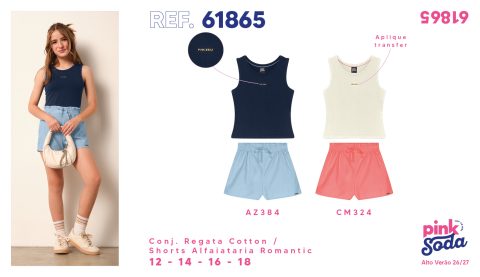 REF. 61865
61865
Aplique
transfer
AZ384
CM324
Conj. Regata Cotton /
Shorts Alfaiataria Romantic
12 - 14 - 16 - 18
pink
Soda
Alto Verão 26/27